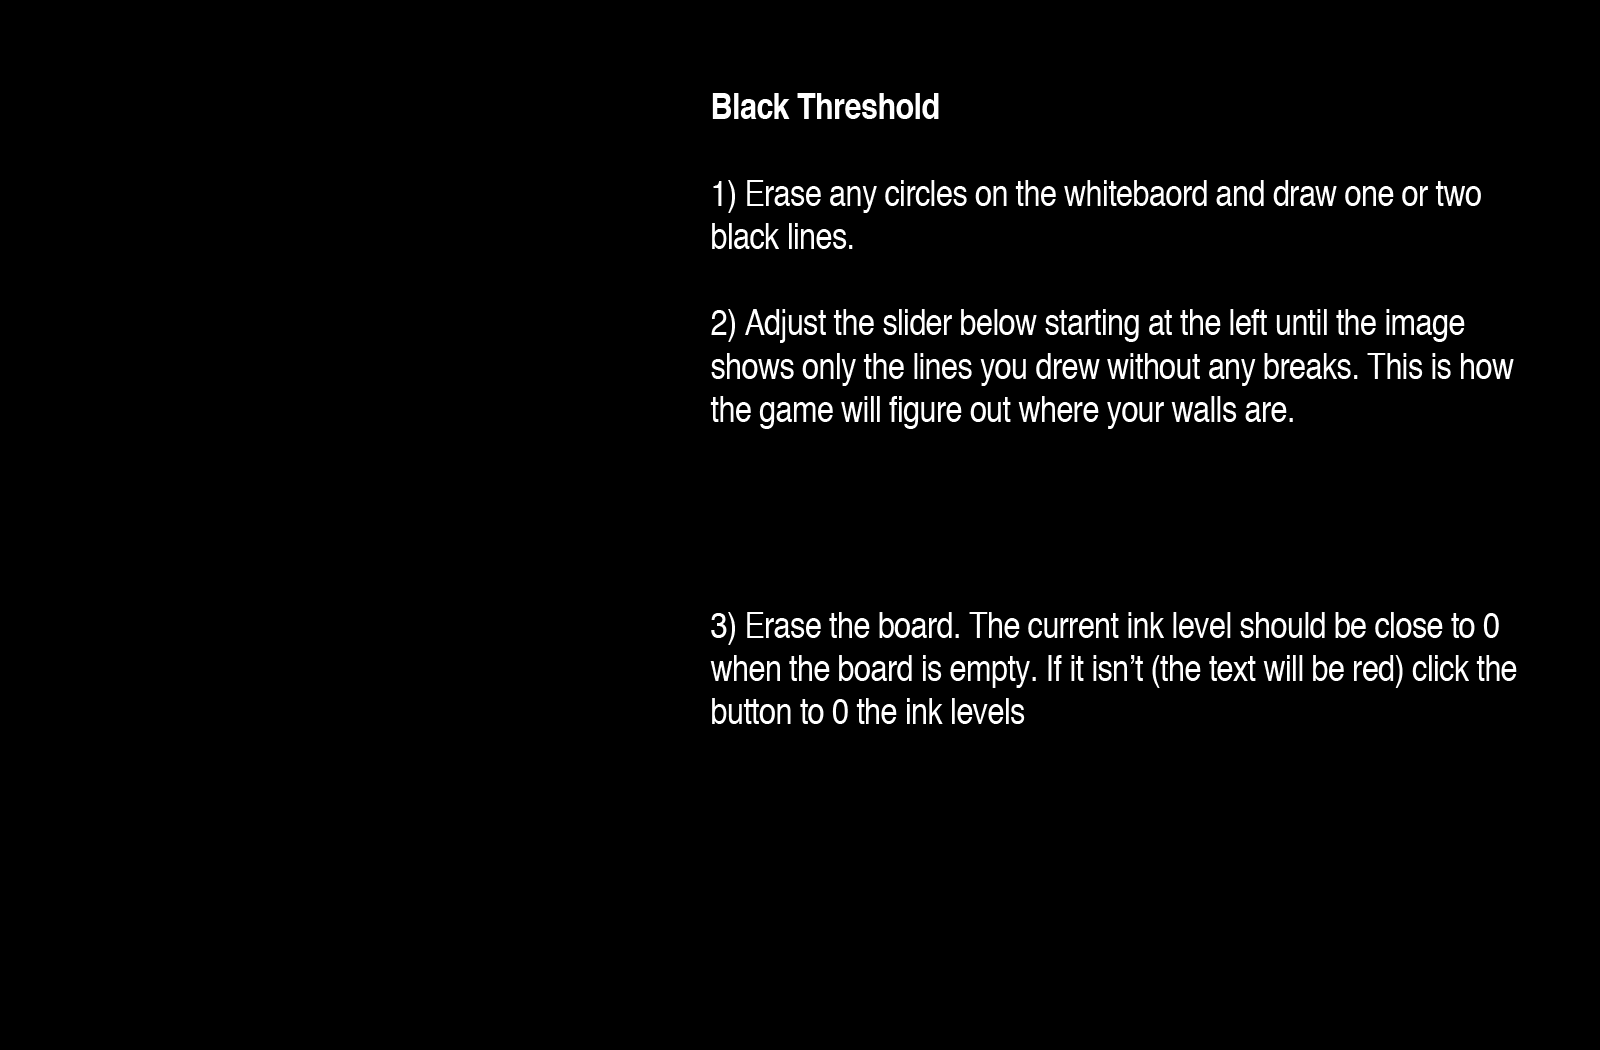 Black Threshold
1) Erase any circles on the whitebaord and draw one or two
black lines.
2) Adjust the slider below starting at the left until the image
shows only the lines you drew without any breaks. This is how
the game will figure out where your walls are.
3) Erase the board. The current ink level should be close to 0
when the board is empty. If it isn’t (the text will be red) click the
button to 0 the ink levels